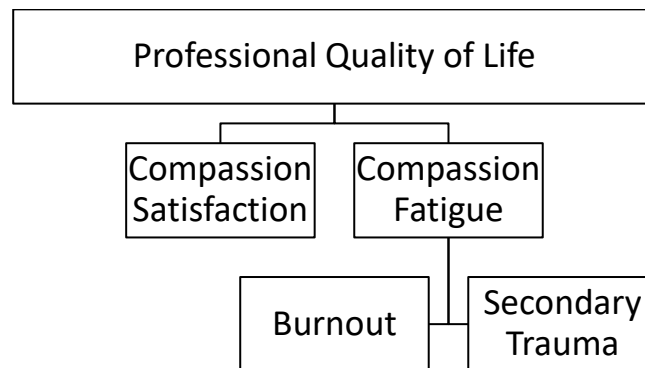 Professional Quality of Life
Compassion
Satisfaction
Compassion
Fatigue
Burnout
Secondary
Trauma